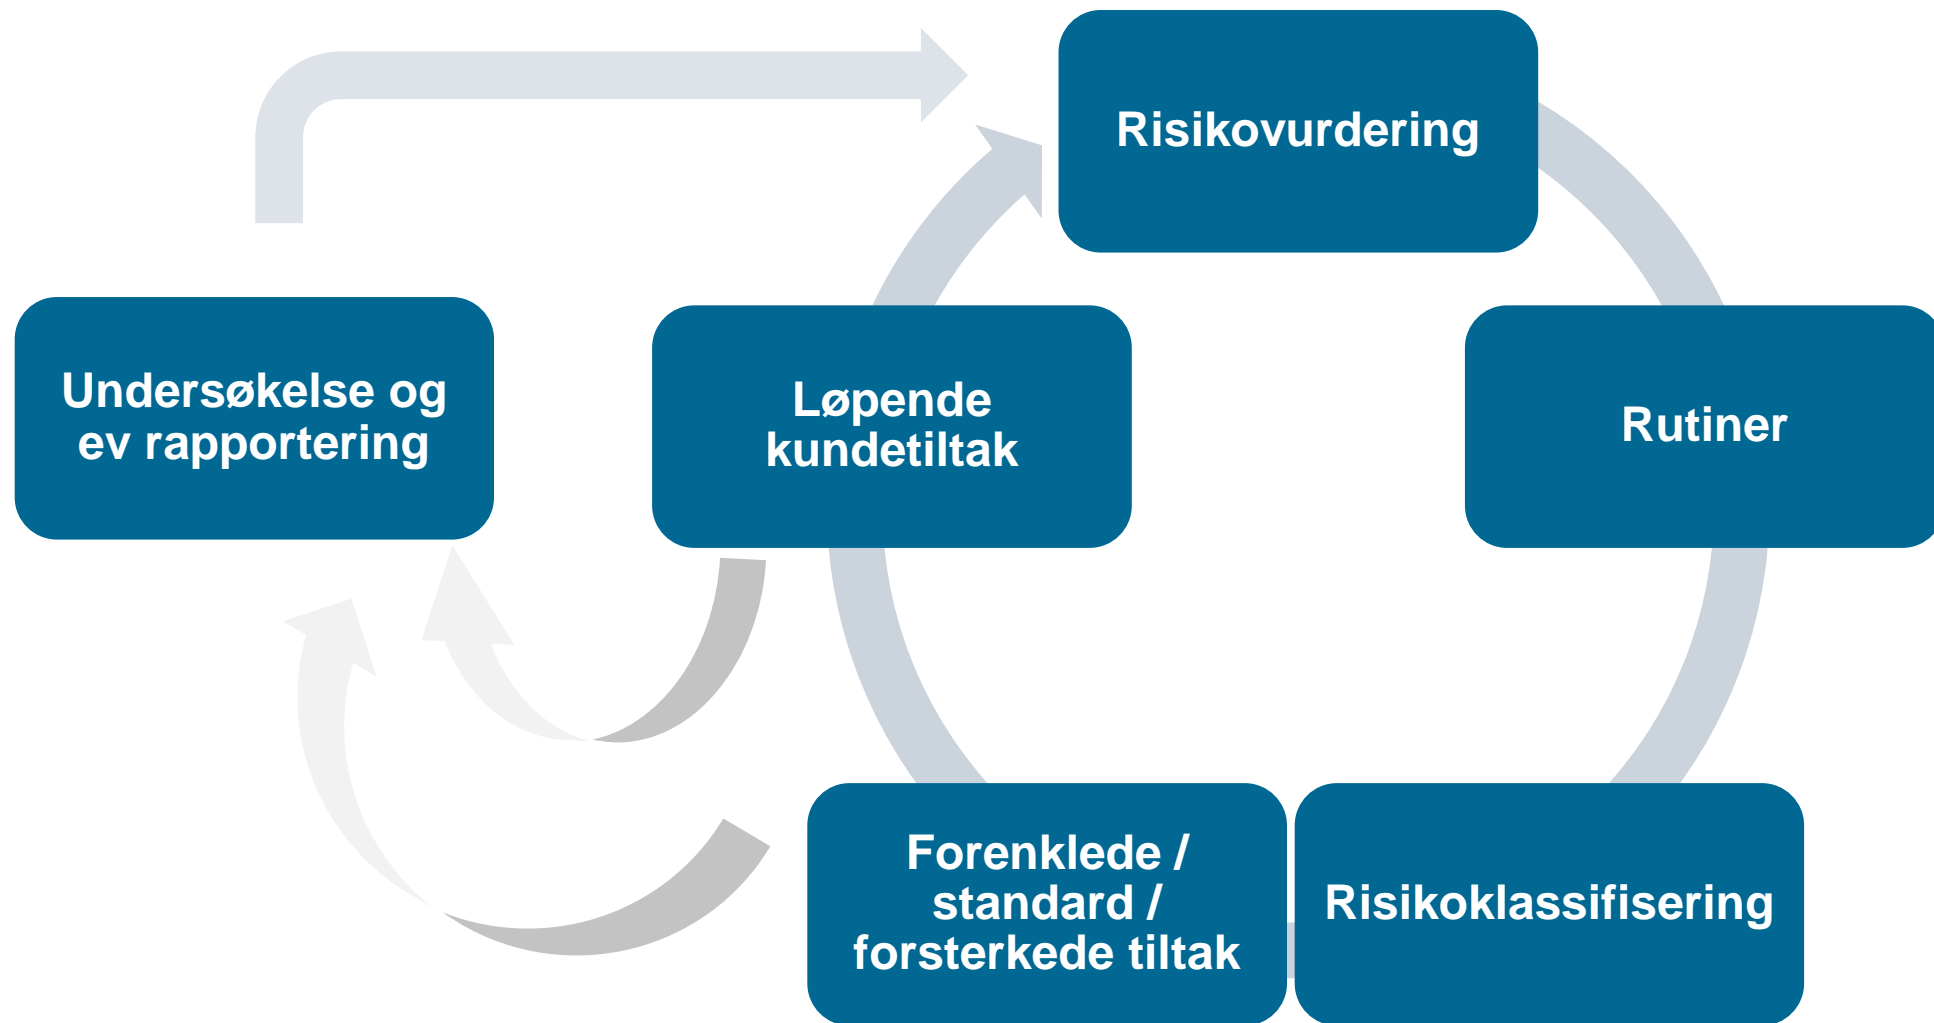 Risikovurdering
Undersøkelse og
ev rapportering
Løpende
kundetiltak
Rutiner
Forenklede /
standard /
forsterkede tiltak
Risikoklassifisering